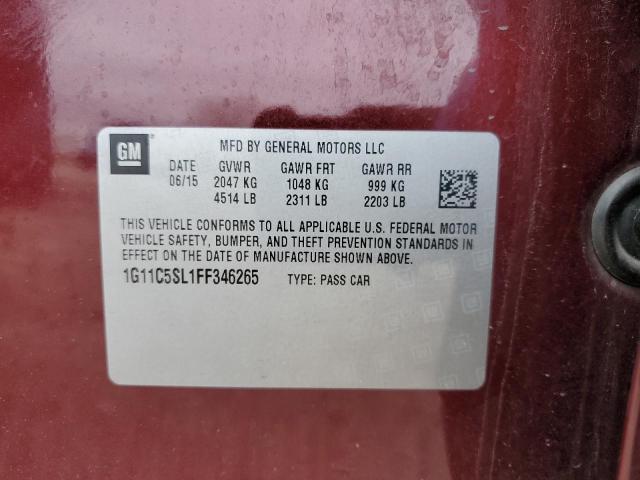 GM
MFD BY GENERAL MOTORS LLC
DATE GVWR GAWR FRT GAWR RR
06/15 2047 KG 1048 KG 999 KG
4514 LB 2311 LB 2203 LB
THIS VEHICLE CONFORMS TO ALL APPLICABLE U.S. FEDERAL MOTOR
VEHICLE SAFETY, BUMPER, AND THEFT PREVENTION STANDARDS IN
EFFECT ON THE DATE OF MANUFACTURE SHOWN ABOVE.
1G11C5SL1FF346265 TYPE: PASS CAR